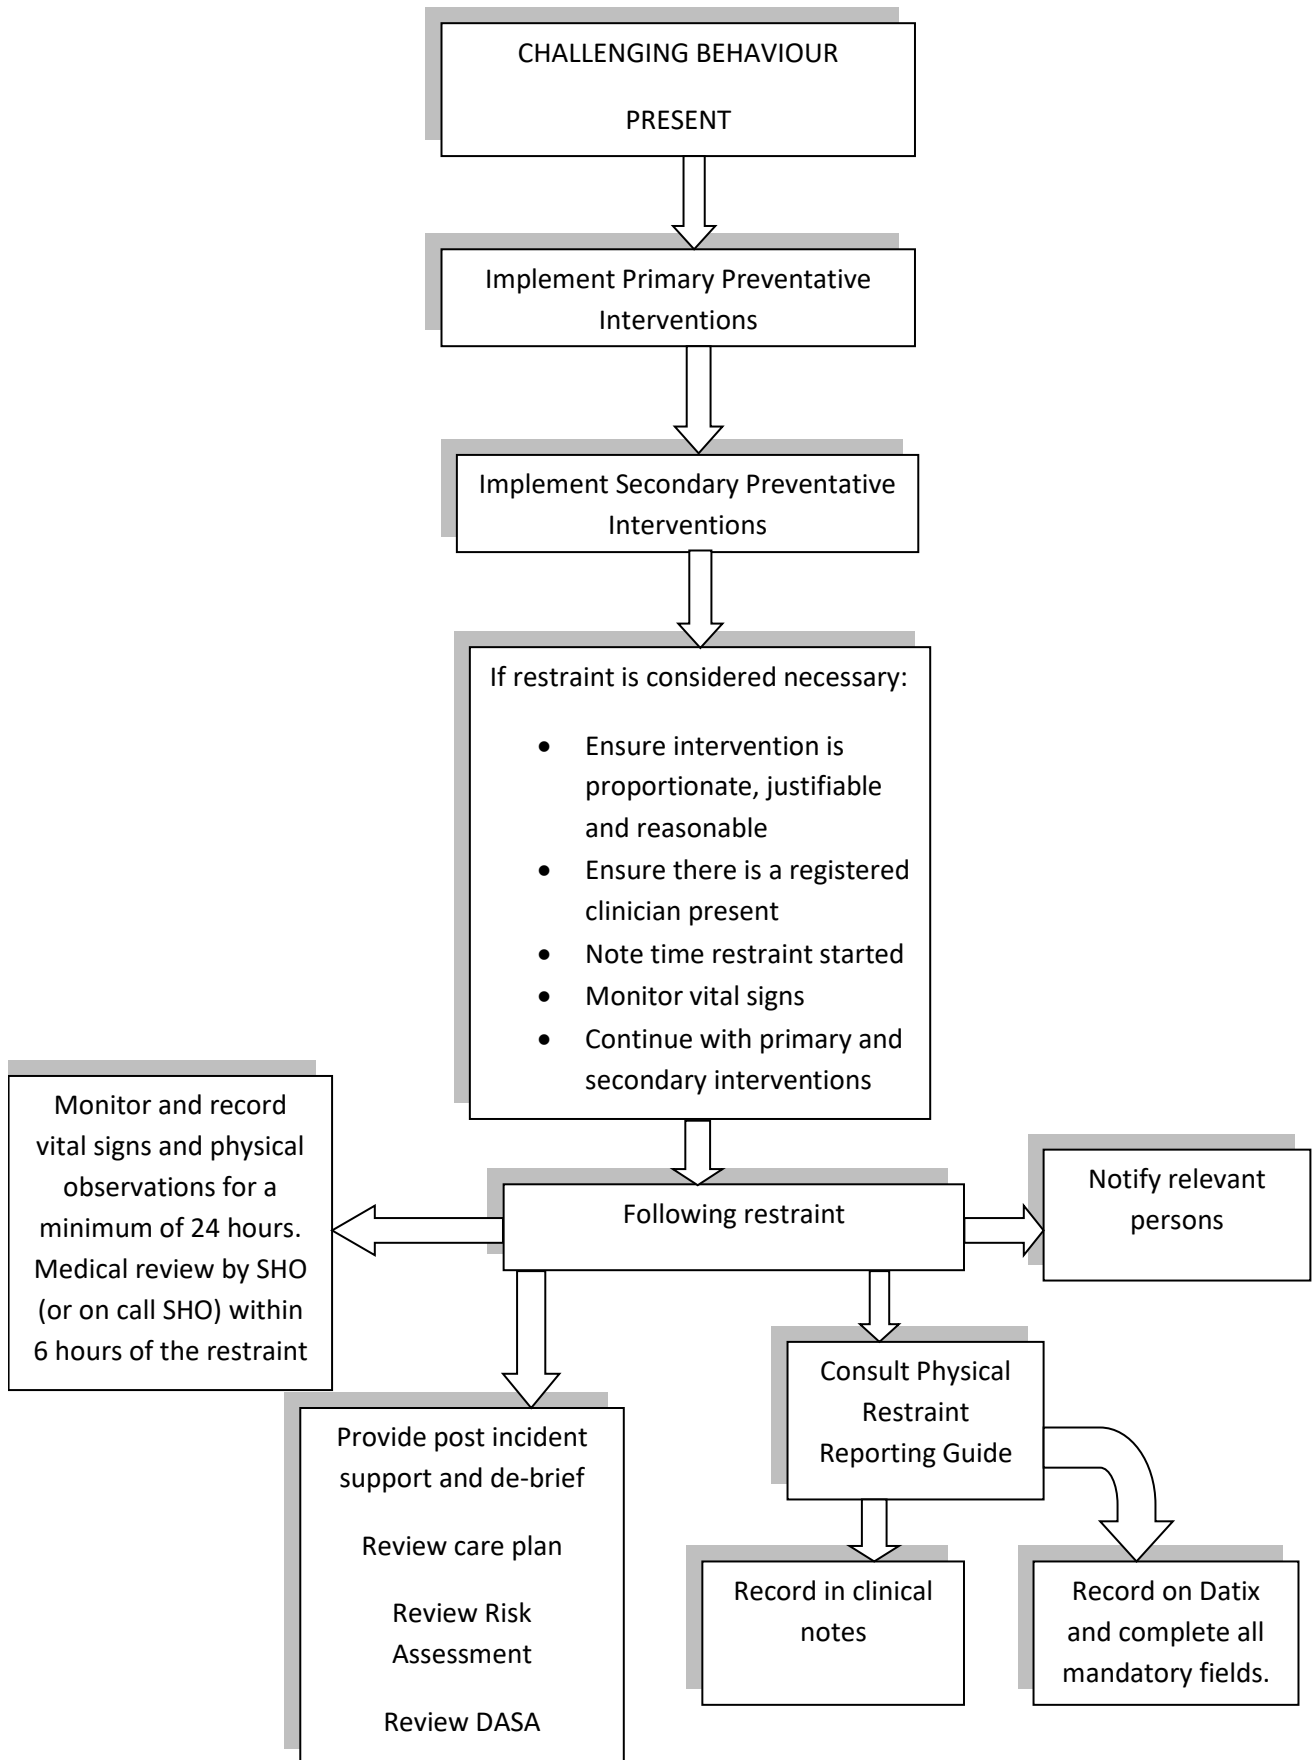 CHALLENGING BEHAVIOUR
PRESENT
Implement Primary Preventative
Interventions
Implement Secondary Preventative
Interventions
If restraint is considered necessary:
• Ensure intervention is
proportionate, justifiable
and reasonable
• Ensure there is a registered
clinician present
• Note time restraint started
• Monitor vital signs
• Continue with primary and
secondary interventions
Monitor and record
vital signs and physical
observations for a
minimum of 24 hours.
Medical review by SHO
(or on call SHO) within
6 hours of the restraint
Following restraint
Notify relevant
persons
Provide post incident
support and de-brief
Review care plan
Review Risk
Assessment
Review DASA
Consult Physical
Restraint
Reporting Guide
Record in clinical
notes
Record on Datix
and complete all
mandatory fields.